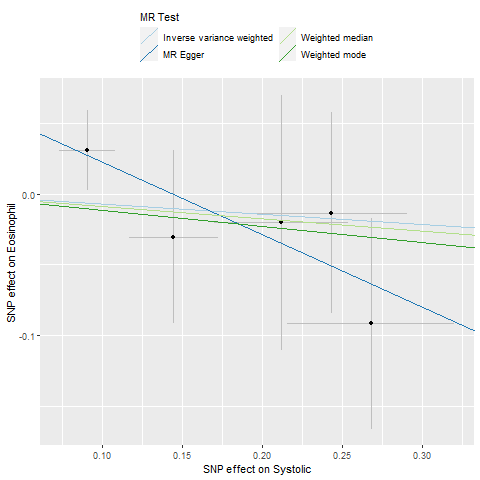 MR Test
Inverse variance weighted
Weighted median
MR Egger
Weighted mode
SNP effect on Eosinophil
0.0
-0.1
0.10
0.15
0.20
0.25
0.30
SNP effect on Systolic